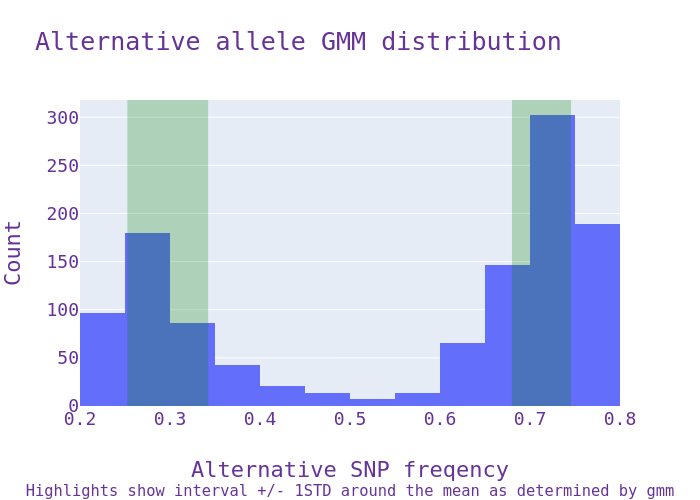 Alternative allele GMM distribution
300
250
200
150
100
50
0
Count
0.2 0.3 0.4 0.5 0.6 0.7 0.8
Alternative SNP freqency
Highlights show interval +/- 1STD around the mean as determined by gmm